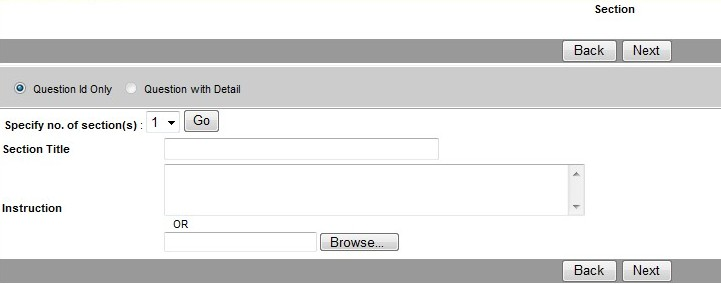 Section
Back Next
Question Id Only Question with Detail
Specify no. of section(s) : 1 Go
Section Title
Instruction
OR
Browse...
Back Next